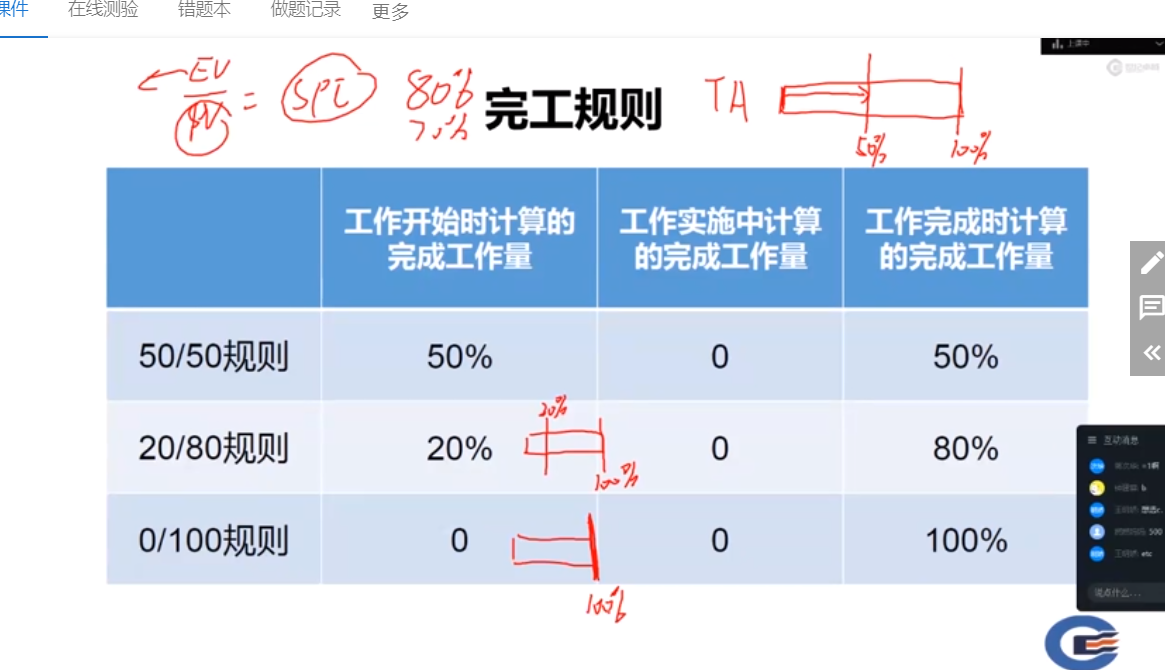 课件 在线测验 错题本 做题记录 更多
上课中
EV
PV
= SPI 80%
70%
完工规则
TA
50% 100%
工作开始时计算的
完成工作量
工作实施中计算
的完成工作量
工作完成时计算
的完成工作量
50/50规则 50% 0 50%
20%
20/80规则 20% 0 80%
100%
0/100规则 0 0 100%
100%
互动消息
500
etc
说点什么...